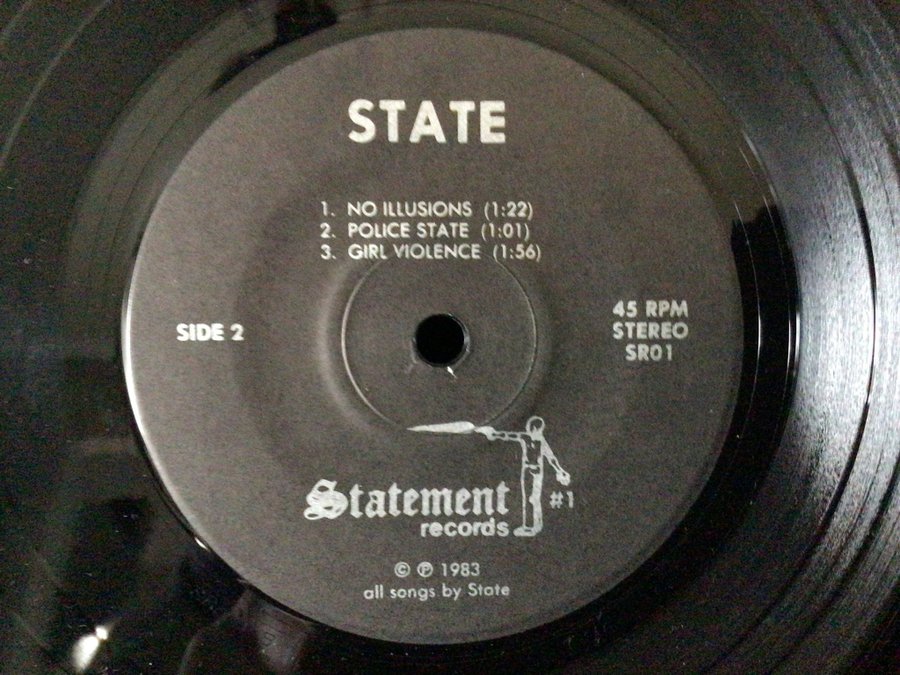 STATE
1. NO ILLUSIONS (1:22)
2. POLICE STATE (1:01)
3. GIRL VIOLENCE (1:56)
SIDE 2
45 RPM
STEREO
SR01
Statement
records
#1
© ℗ 1983
all songs by State